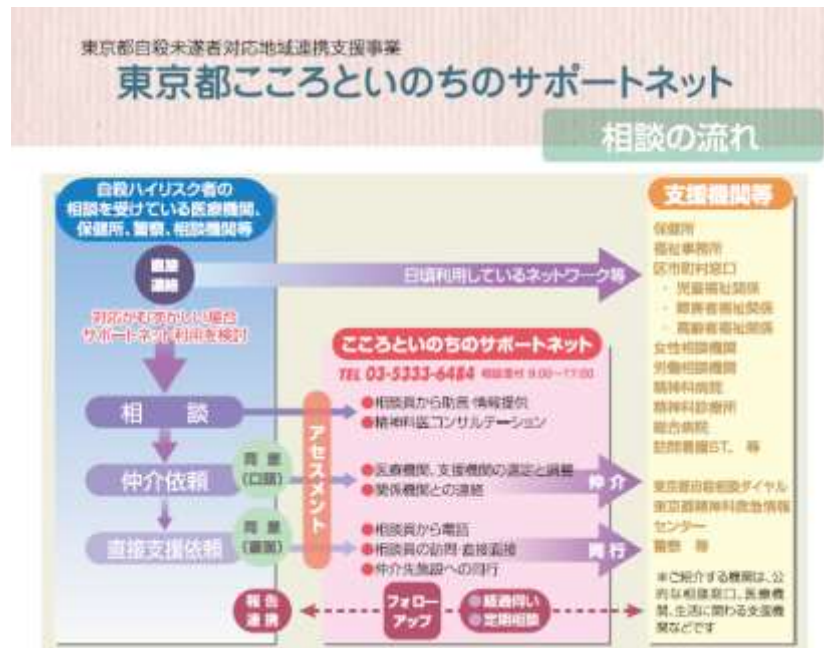 東京都自殺未遂者対応地域連携支援事業
東京都こころといのちのサポートネット
相談の流れ
自殺ハイリスク者の
相談を受けている医療機関、
保健所、警察、相談機関等
直接
連絡
日頃利用しているネットワーク等
対応がむずかしい場合
サポートネット利用を検討
こころといのちのサポートネット
TEL 03-5333-6484 相談受付 9:00~17:00
相談
●相談員から助言・情報提供
●精神科医コンサルテーション
アセスメント
仲介依頼
同意
(口頭)
●医療機関、支援機関の選定と調整
●関係機関との連絡
仲介
直接支援依頼
同意
(書面)
●相談員から電話
●相談員の訪問・直接面接
●仲介先施設への同行
同行
報告
連携
フォロー
アップ
●経過伺い
●定期相談
支援機関等
保健所
福祉事務所
区市町村窓口
・児童福祉関係
・障害者福祉関係
・高齢者福祉関係
女性相談機関
労働相談機関
精神科病院
精神科診療所
総合病院
訪問看護ST. 等
東京都自殺相談ダイヤル
東京都精神科救急情報
センター
警察 等
※ご紹介する機関は、公
的な相談窓口、医療機
関、生活に関わる支援機
関などです